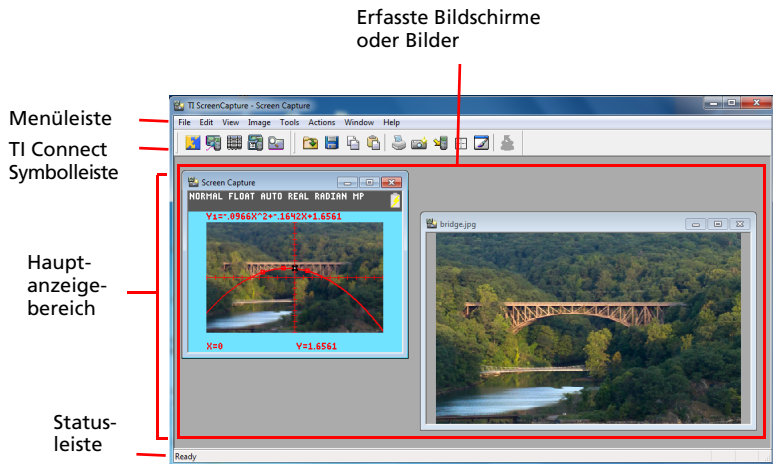 Erfasste Bildschirme
oder Bilder
TI ScreenCapture - Screen Capture
Menüleiste
File Edit View Image Tools Actions Window Help
TI Connect
Symbolleiste
Screen Capture
NORMAL FLOAT AUTO REAL RADIAN MP
Y1=-.0966X^2+-.1642X+1.6561
bridge.jpg
Haupt-
anzeige-
bereich
X=0 Y=1.6561
Status-
leiste
Ready